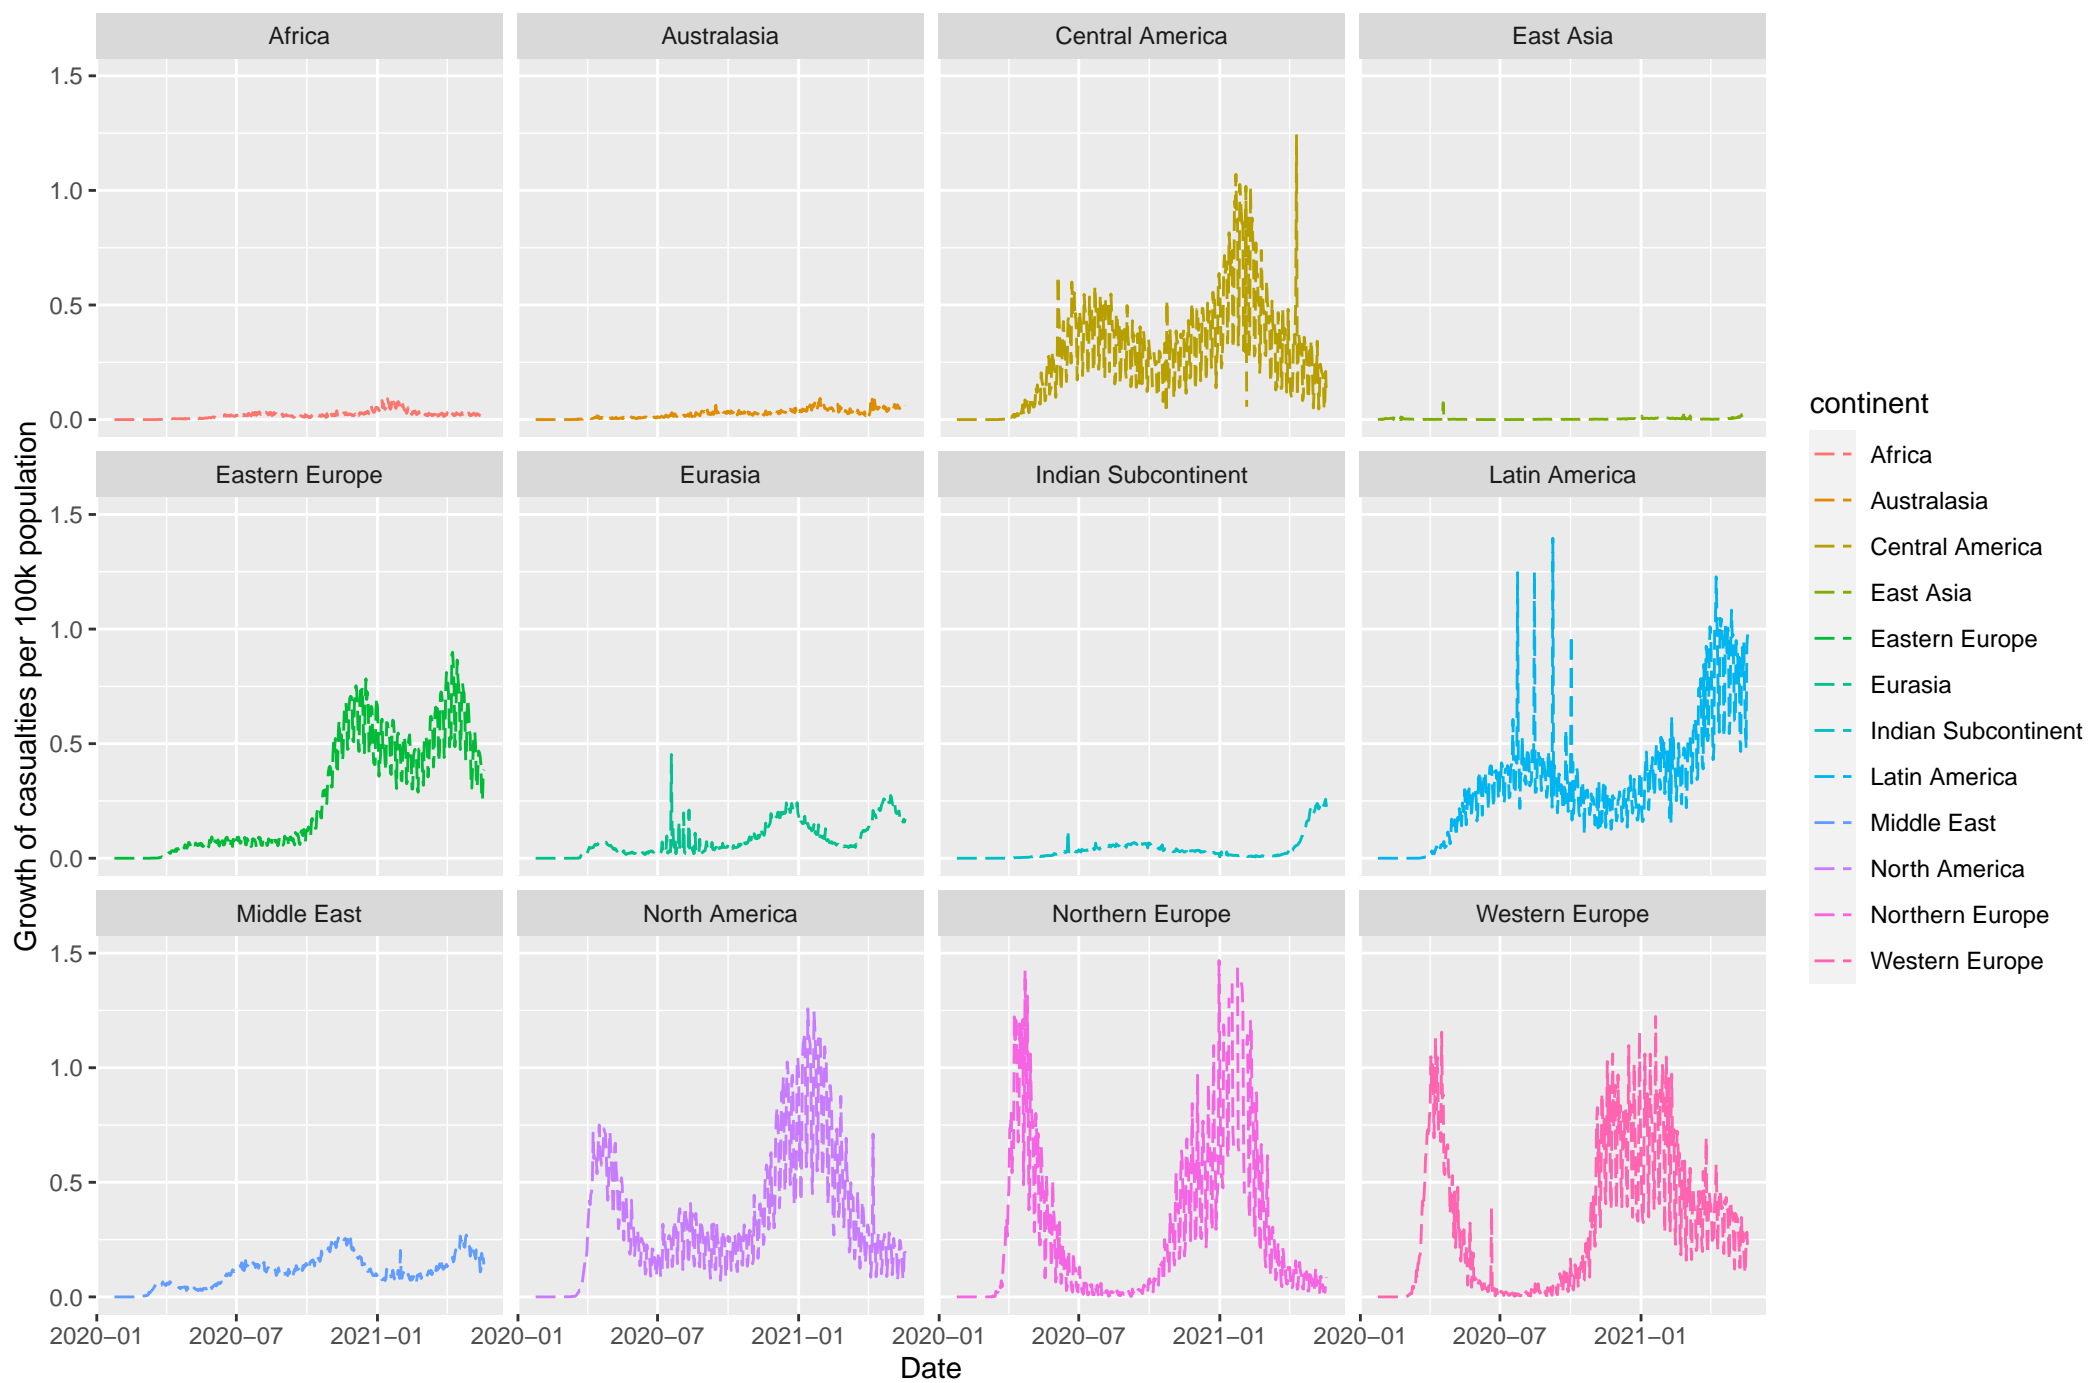 Africa
Australasia
Central America
East Asia
1.5
1.0
0.5
0.0
Eastern Europe
Eurasia
Indian Subcontinent
Latin America
1.5
1.0
0.5
0.0
Middle East
North America
Northern Europe
Western Europe
1.5
1.0
0.5
0.0
2020–01
2020–07
2021–01
2020–01
2020–07
2021–01
2020–01
2020–07
2021–01
2020–01
2020–07
2021–01
Date
Growth of casualties per 100k population
continent
Africa
Australasia
Central America
East Asia
Eastern Europe
Eurasia
Indian Subcontinent
Latin America
Middle East
North America
Northern Europe
Western Europe